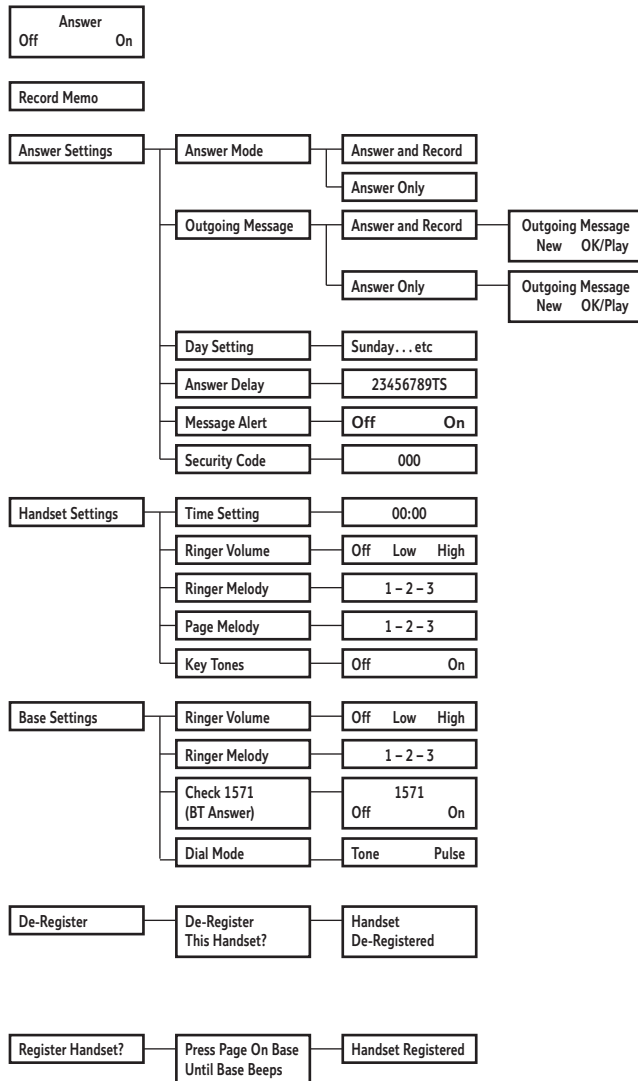 Answer
Off On
Record Memo
Answer Settings Answer Mode Answer and Record
Answer Only
Outgoing Message Answer and Record Outgoing Message
New OK/Play
Answer Only Outgoing Message
New OK/Play
Day Setting Sunday...etc
Answer Delay 23456789TS
Message Alert Off On
Security Code 000
Handset Settings Time Setting 00:00
Ringer Volume Off Low High
Ringer Melody 1 – 2 – 3
Page Melody 1 – 2 – 3
Key Tones Off On
Base Settings Ringer Volume Off Low High
Ringer Melody 1 – 2 – 3
Check 1571
(BT Answer)
1571
Off On
Dial Mode Tone Pulse
De-Register
De-Register
This Handset?
Handset
De-Registered
Register Handset?
Press Page On Base
Until Base Beeps
Handset Registered